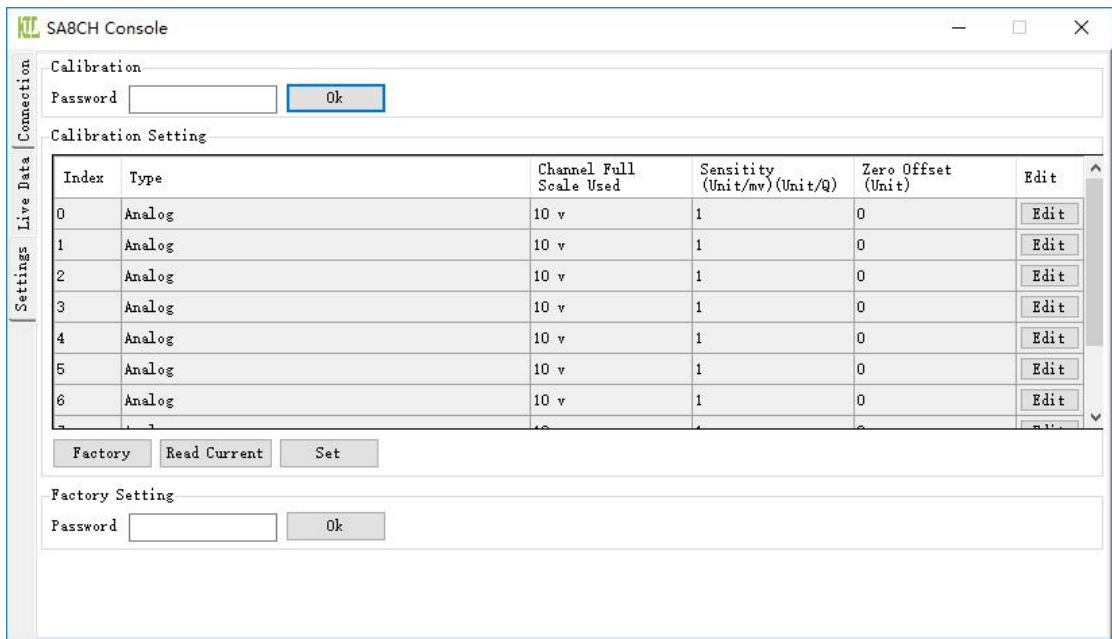 KTC SA8CH Console
Connection
Live Data
Settings
Calibration
Password Ok
Calibration Setting
Index Type Channel Full Scale Used Sensitity (Unit/mv)(Unit/Q) Zero Offset (Unit) Edit
0 Analog 10 v 1 0 Edit
1 Analog 10 v 1 0 Edit
2 Analog 10 v 1 0 Edit
3 Analog 10 v 1 0 Edit
4 Analog 10 v 1 0 Edit
5 Analog 10 v 1 0 Edit
6 Analog 10 v 1 0 Edit
Factory Read Current Set
Factory Setting
Password Ok